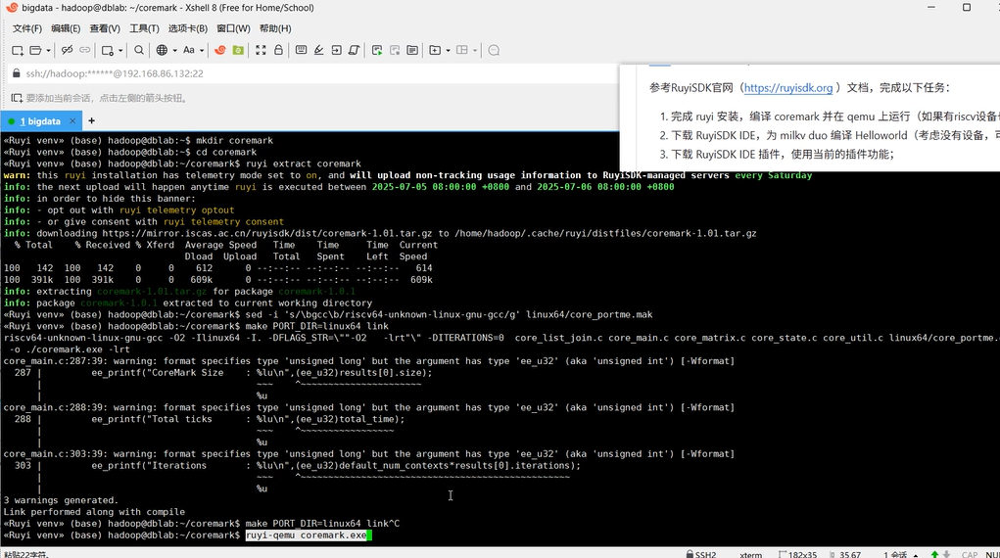 bigdata - hadoop@dblab: ~/coremark - Xshell 8 (Free for Home/School)
文件(F) 编辑(E) 查看(V) 工具(T) 选项卡(B) 窗口(W) 帮助(H)
ssh://hadoop:******@192.168.86.132:22
要添加当前会话，点击左侧的箭头按钮。
1 bigdata × +
参考RuyiSDK官网（https://ruyisdk.org ）文档，完成以下任务：
1. 完成 ruyi 安装，编译 coremark 并在 qemu 上运行（如果有riscv设备
2. 下载 RuyiSDK IDE，为 milkv duo 编译 Helloworld（考虑没有设备，可
3. 下载 RuyiSDK IDE 插件，使用当前的插件功能；
«Ruyi venv» (base) hadoop@dblab:~$ mkdir coremark
«Ruyi venv» (base) hadoop@dblab:~$ cd coremark
«Ruyi venv» (base) hadoop@dblab:~/coremark$ ruyi extract coremark
warn: this ruyi installation has telemetry mode set to on, and will upload non-tracking usage information to RuyiSDK-managed servers every Saturday
info: the next upload will happen anytime ruyi is executed between 2025-07-05 08:00:00 +0800 and 2025-07-06 08:00:00 +0800
info: in order to hide this banner:
info: - opt out with ruyi telemetry optout
info: - or give consent with ruyi telemetry consent
info: downloading https://mirror.iscas.ac.cn/ruyisdk/dist/coremark-1.01.tar.gz to /home/hadoop/.cache/ruyi/distfiles/coremark-1.01.tar.gz
% Total % Received % Xferd Average Speed Time Time Time Current
Dload Upload Total Spent Left Speed
100 142 100 142 0 0 612 0 --:--:-- --:--:-- --:--:-- 614
100 391k 100 391k 0 0 609k 0 --:--:-- --:--:-- --:--:-- 609k
info: extracting coremark-1.01.tar.gz for package coremark-1.0.1
info: package coremark-1.0.1 extracted to current working directory
«Ruyi venv» (base) hadoop@dblab:~/coremark$ sed -i 's/\bgcc\b/riscv64-unknown-linux-gnu-gcc/g' linux64/core_portme.mak
«Ruyi venv» (base) hadoop@dblab:~/coremark$ make PORT_DIR=linux64 link
riscv64-unknown-linux-gnu-gcc -O2 -Ilinux64 -I. -DFLAGS_STR=\""-O2 -lrt"\" -DITERATIONS=0 core_list_join.c core_main.c core_matrix.c core_state.c core_util.c linux64/core_portme.
-o ./coremark.exe -lrt
core_main.c:287:39: warning: format specifies type 'unsigned long' but the argument has type 'ee_u32' (aka 'unsigned int') [-Wformat]
287 | ee_printf("CoreMark Size : %lu\n",(ee_u32)results[0].size);
| ~~~ ^~~~~~~~~~~~~~~~~~~~~~~
| %u
core_main.c:288:39: warning: format specifies type 'unsigned long' but the argument has type 'ee_u32' (aka 'unsigned int') [-Wformat]
288 | ee_printf("Total ticks : %lu\n",(ee_u32)total_time);
| ~~~ ^~~~~~~~~~~~~~~~~~
| %u
core_main.c:303:39: warning: format specifies type 'unsigned long' but the argument has type 'ee_u32' (aka 'unsigned int') [-Wformat]
303 | ee_printf("Iterations : %lu\n",(ee_u32)default_num_contexts*results[0].iterations);
| ~~~ ^~~~~~~~~~~~~~~~~~~~~~~~~~~~~~~~~~~~~~~~~~~~~~~
| %u
3 warnings generated.
Link performed along with compile
«Ruyi venv» (base) hadoop@dblab:~/coremark$ make PORT_DIR=linux64 link^C
«Ruyi venv» (base) hadoop@dblab:~/coremark$ ruyi-qemu coremark.exe
粘贴22字符。 SSH2 xterm 182x35 35,67 1 会话 CAP NU